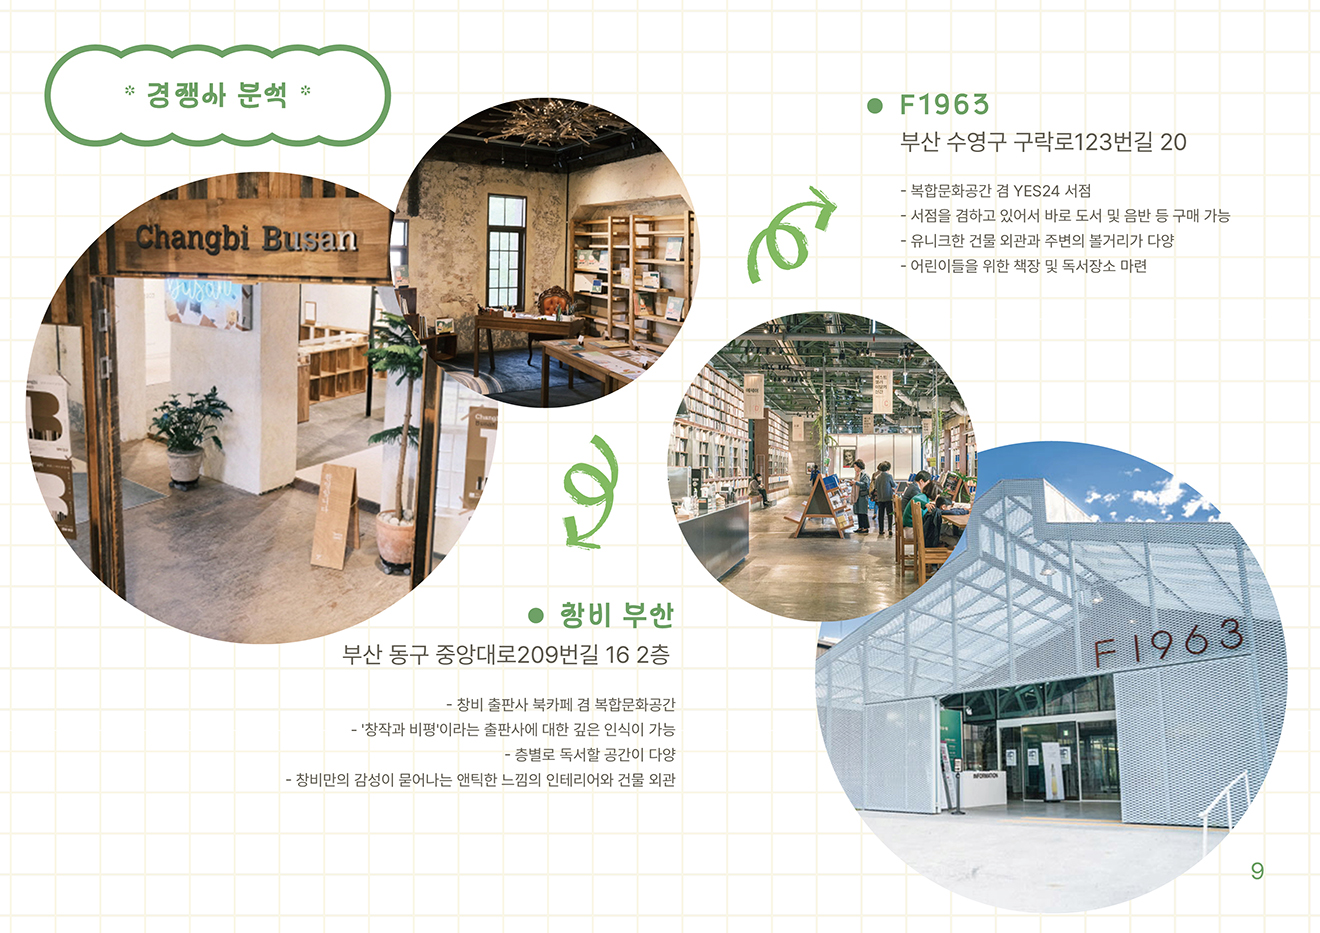 * 경쟁사 분석 *
F1963
부산 수영구 구락로123번길 20
- 복합문화공간 겸 YES24 서점
- 서점을 겸하고 있어서 바로 도서 및 음반 등 구매 가능
- 유니크한 건물 외관과 주변의 볼거리가 다양
- 어린이들을 위한 책장 및 독서장소 마련
Changbi Busan
Busan.
창비 부산
부산 동구 중앙대로209번길 16 2층
- 창비 출판사 북카페 겸 복합문화공간
- '창작과 비평'이라는 출판사에 대한 깊은 인식이 가능
- 층별로 독서할 공간이 다양
- 창비만의 감성이 묻어나는 앤틱한 느낌의 인테리어와 건물 외관
F1963
INFORMATION
9